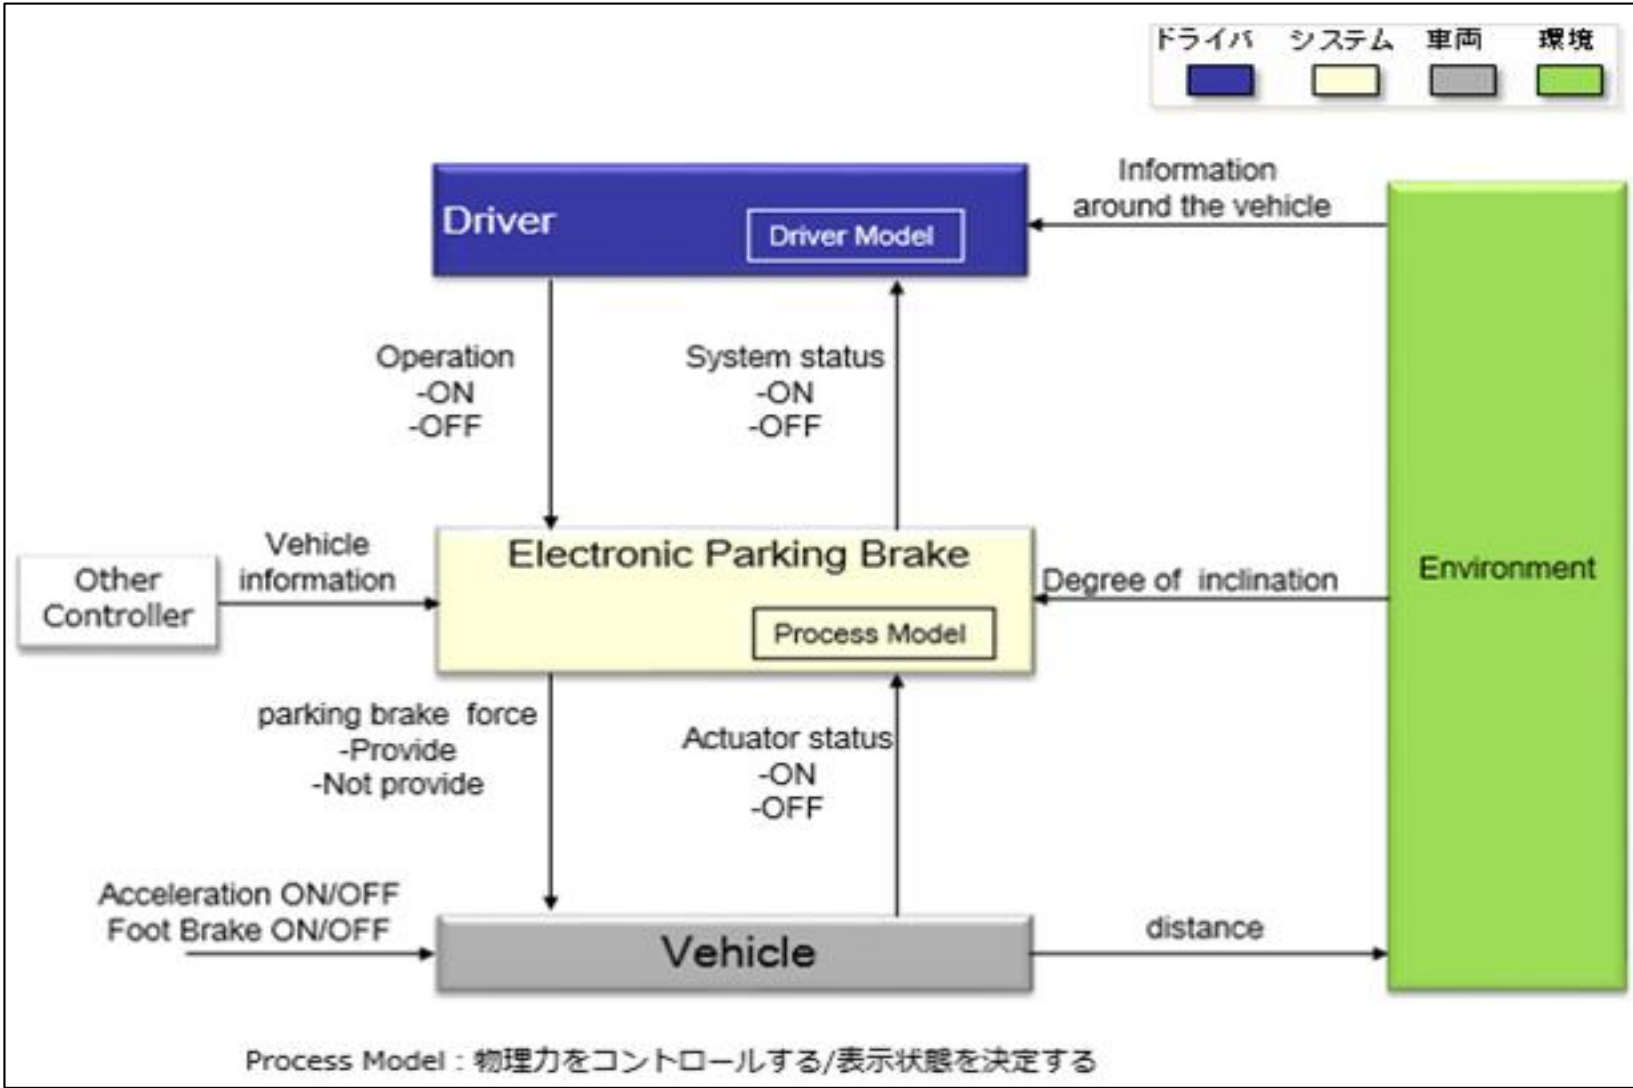 ドライバ システム 車両 環境
Driver
Driver Model
Information
around the vehicle
Operation
-ON
-OFF
System status
-ON
-OFF
Other
Controller
Vehicle
information
Electronic Parking Brake
Process Model
Degree of inclination
Environment
parking brake force
-Provide
-Not provide
Actuator status
-ON
-OFF
Acceleration ON/OFF
Foot Brake ON/OFF
Vehicle
distance
Process Model：物理力をコントロールする/表示状態を決定する